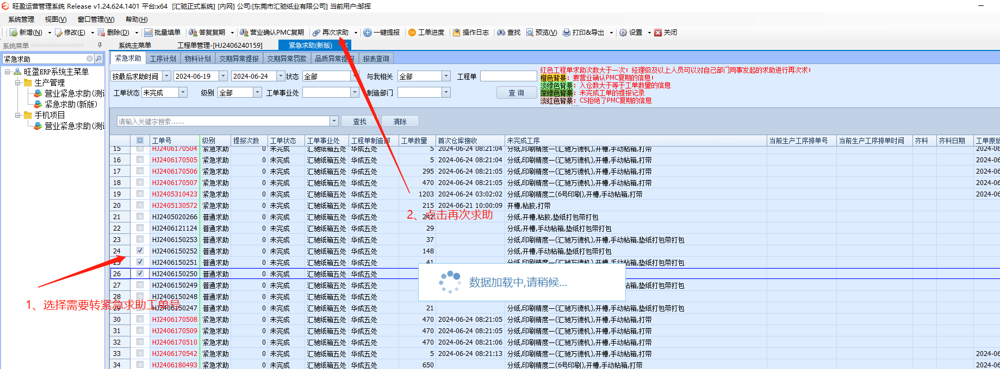 旺盈运营管理系统 Release v1.24.624.1401 平台:x64 [汇驰正式系统] [内网] 公司:[东莞市汇驰纸业有限公司] 当前用户:邹挥
系统管理 视图(V) 窗口管理(W) 帮助(H)
新增(N) 修改(E) 删除(D) 批量填单 答复复期 营业确认PMC复期 再次求助 一键提报 工单进度 操作日志 查找 预览(V) 打印&导出 设置 关闭
系统菜单
紧急求助
旺盈ERP系统主菜单
生产管理
营业紧急求助(测
紧急求助(新版)
手机项目
营业紧急求助(测
系统主菜单 工程单管理-[HJ2406240159] 紧急求助(新版)
紧急求助 工序计划 物料计划 交期异常提报 交期异常罚款 品质异常提报 报表查询
按最后求助时间 2024-06-19 2024-06-24 状态 全部 与我相关 全部 工程单
工单状态 未完成 级别 全部 工单事业处 制造部门 查 询
红色工程单求助次数大于一次; 经理级及以上人员可以对自己部门同事发起的求助进行再次求;
橙色背景: 要营业确认PMC复期的信息;
淡绿色背景: 入仓数大于等于工单数量的信息
深绿色背景: 未完成工单的提报记录
淡红色背景: CS拒绝了PMC复期的信息
请输入关键字搜索...... 查找 清除
工单号 级别 提报次数 工单状态 工单事业处 工程单制造部 工单数量 首次仓库接收 未完成工序 当前生产工序排单号 当前生产工序排单时间 齐料 齐料日期 工单原始
15 HJ2406170504 紧急求助 0 未完成 汇驰纸箱五处 华成五处 5 2024-06-24 08:21:04 分纸,印刷精度一(汇驰万德机),开槽,手动粘箱,打带 2024-06
16 HJ2406170505 紧急求助 0 未完成 汇驰纸箱五处 华成五处 5 2024-06-24 08:21:04 分纸,印刷精度一(汇驰万德机),开槽,手动粘箱,打带 2024-06
17 HJ2406170506 紧急求助 0 未完成 汇驰纸箱五处 华成五处 295 2024-06-24 08:21:05 分纸,印刷精度一(汇驰万德机),开槽,手动粘箱,打带 2024-06
18 HJ2406170507 紧急求助 0 未完成 汇驰纸箱五处 华成五处 470 2024-06-24 08:21:05 分纸,印刷精度一(汇驰万德机),开槽,手动粘箱,打带 2024-06
19 HJ2405310423 紧急求助 0 未完成 汇驰纸箱五处 华成五处 1203 2024-06-24 03:02:02 分纸,印刷精度二(6号印刷),开槽,手动粘箱,打带 2024-06
20 HJ2405130572 紧急求助 0 未完成 汇驰纸箱五处 华成五处 215 2024-06-21 10:00:09 开槽,粘胶,打带
21 HJ2405020266 普通求助 0 未完成 汇驰纸箱五处 华成五处 242 分纸,开槽,粘胶,垫纸打包带打包
22 HJ2406121124 普通求助 0 未完成 汇驰纸箱五处 华成五处 29 分纸,开槽,手动粘箱,垫纸打包带打包
23 HJ2406150253 普通求助 0 未完成 汇驰纸箱五处 华成五处 37 分纸,印刷精度一(汇驰万德机),开槽,手动粘箱,垫纸打包带打包
24 HJ2406150252 普通求助 0 未完成 汇驰纸箱五处 华成五处 148 分纸,开槽,手动粘箱,垫纸打包带打包
25 HJ2406150251 普通求助 0 未完成 汇驰纸箱五处 华成五处 41 分纸,印刷精度一(汇驰万德机),开槽,手动粘箱,垫纸打包带打包
26 HJ2406150250 普通求助 0 未完成 汇驰纸箱五处 华成五处
27 HJ2406150249 普通求助 0 未完成 汇驰纸箱五处 华成五处 箱,垫纸打包带打包
28 HJ2406150248 普通求助 0 未完成 汇驰纸箱五处 华成五处
29 HJ2406150247 普通求助 0 未完成 汇驰纸箱五处 华成五处 21 分纸,印刷精度一(汇驰万德机),开槽,手动粘箱,垫纸打包带打包
30 HJ2406170508 紧急求助 0 未完成 汇驰纸箱五处 华成五处 470 2024-06-24 08:21:05 分纸,印刷精度一(汇驰万德机),开槽,手动粘箱,打带
31 HJ2406170509 紧急求助 0 未完成 汇驰纸箱五处 华成五处 470 2024-06-24 08:21:05 分纸,印刷精度一(汇驰万德机),开槽,手动粘箱,打带
32 HJ2406170510 紧急求助 0 未完成 汇驰纸箱五处 华成五处 470 2024-06-24 08:21:06 分纸,印刷精度一(汇驰万德机),开槽,手动粘箱,打带
33 HJ2406170542 紧急求助 0 未完成 汇驰纸箱五处 华成五处 5 2024-06-24 08:21:13 分纸,印刷精度一(汇驰万德机),开槽,手动粘箱,打带 2024-06
34 HJ2406180493 紧急求助 0 未完成 汇驰纸箱五处 华成五处 650 分纸,印刷精度二(6号印刷),开槽,手动粘箱,打带 2024-06
数据加载中,请稍候...
1、选择需要转紧急求助工单号
2、点击再次求助